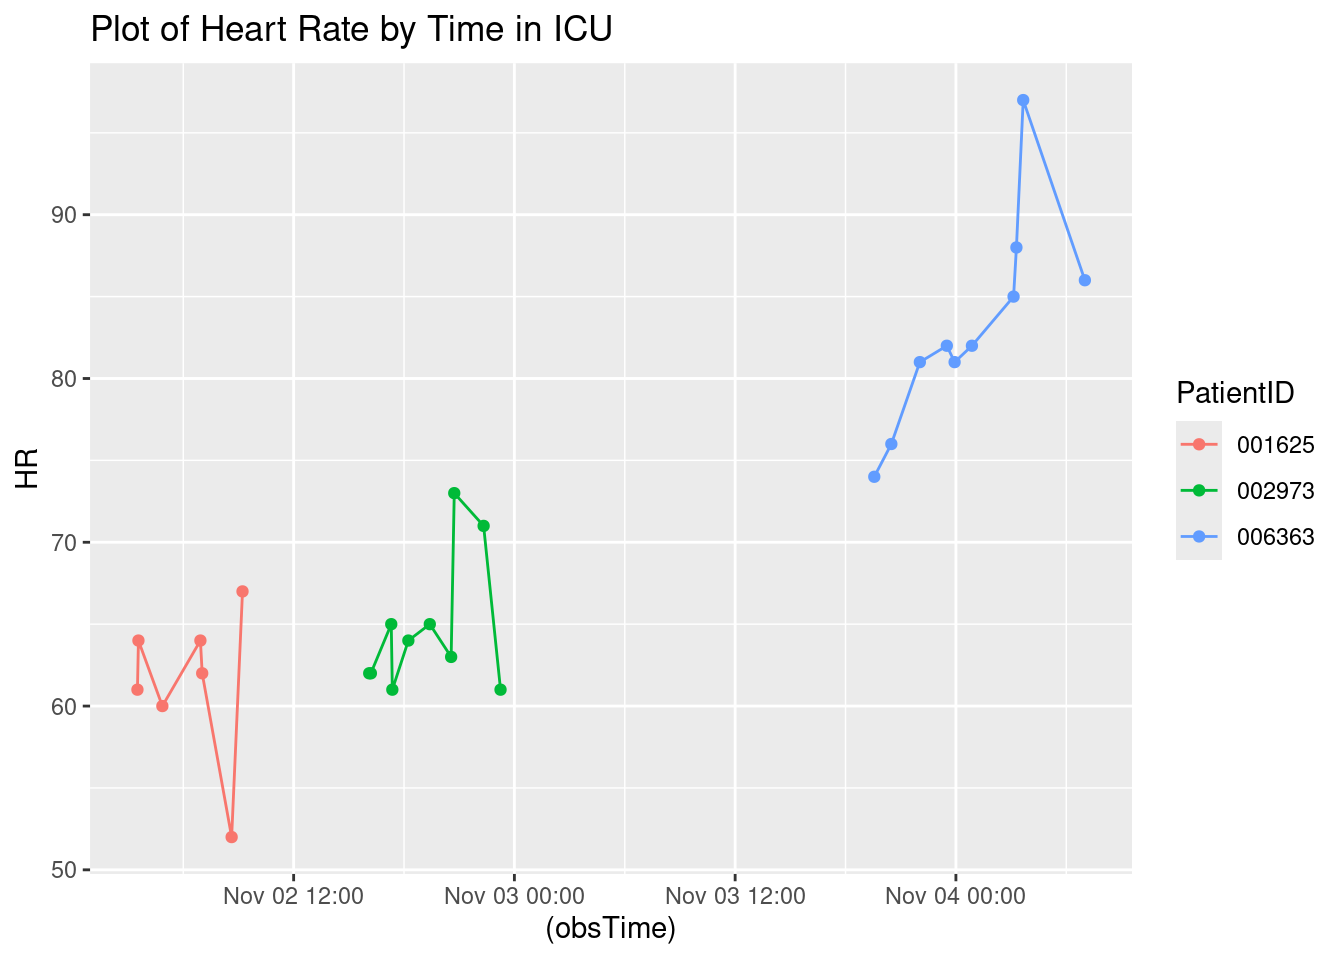 Plot of Heart Rate by Time in ICU
HR
90
80
70
60
50
Nov 02 12:00 Nov 03 00:00 Nov 03 12:00 Nov 04 00:00
(obsTime)
PatientID
001625
002973
006363